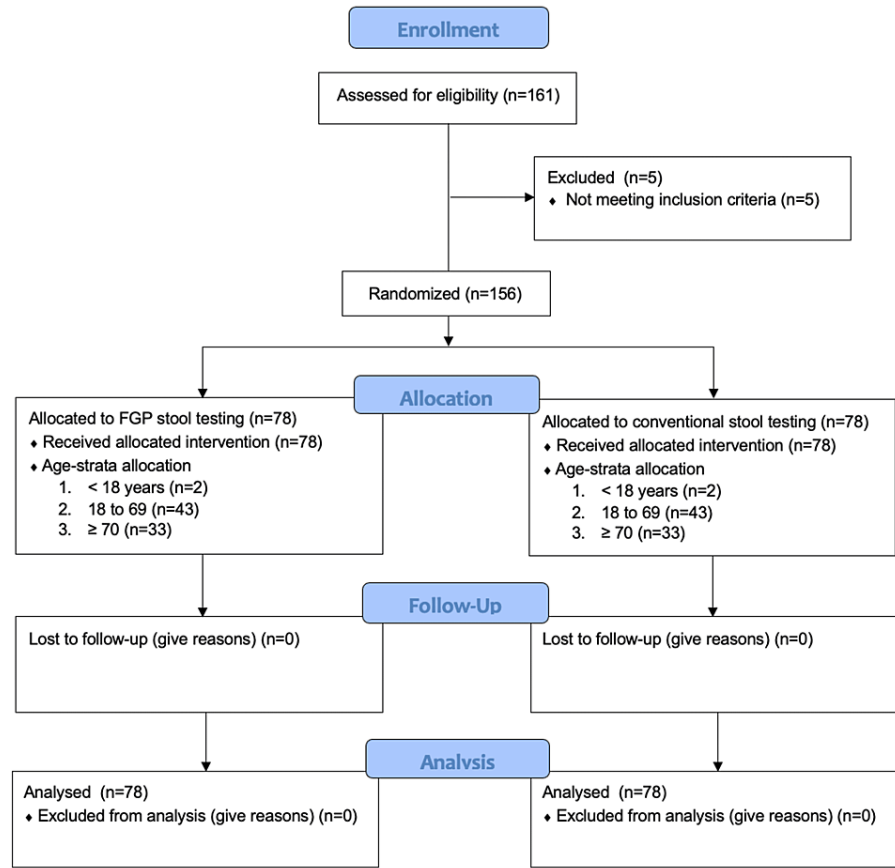 Enrollment
Assessed for eligibility (n=161)
Excluded (n=5)
♦ Not meeting inclusion criteria (n=5)
Randomized (n=156)
Allocation
Allocated to FGP stool testing (n=78)
♦ Received allocated intervention (n=78)
♦ Age-strata allocation
1. < 18 years (n=2)
2. 18 to 69 (n=43)
3. ≥ 70 (n=33)
Allocated to conventional stool testing (n=78)
♦ Received allocated intervention (n=78)
♦ Age-strata allocation
1. < 18 years (n=2)
2. 18 to 69 (n=43)
3. ≥ 70 (n=33)
Follow-Up
Lost to follow-up (give reasons) (n=0)
Lost to follow-up (give reasons) (n=0)
Analysis
Analysed (n=78)
♦ Excluded from analysis (give reasons) (n=0)
Analysed (n=78)
♦ Excluded from analysis (give reasons) (n=0)